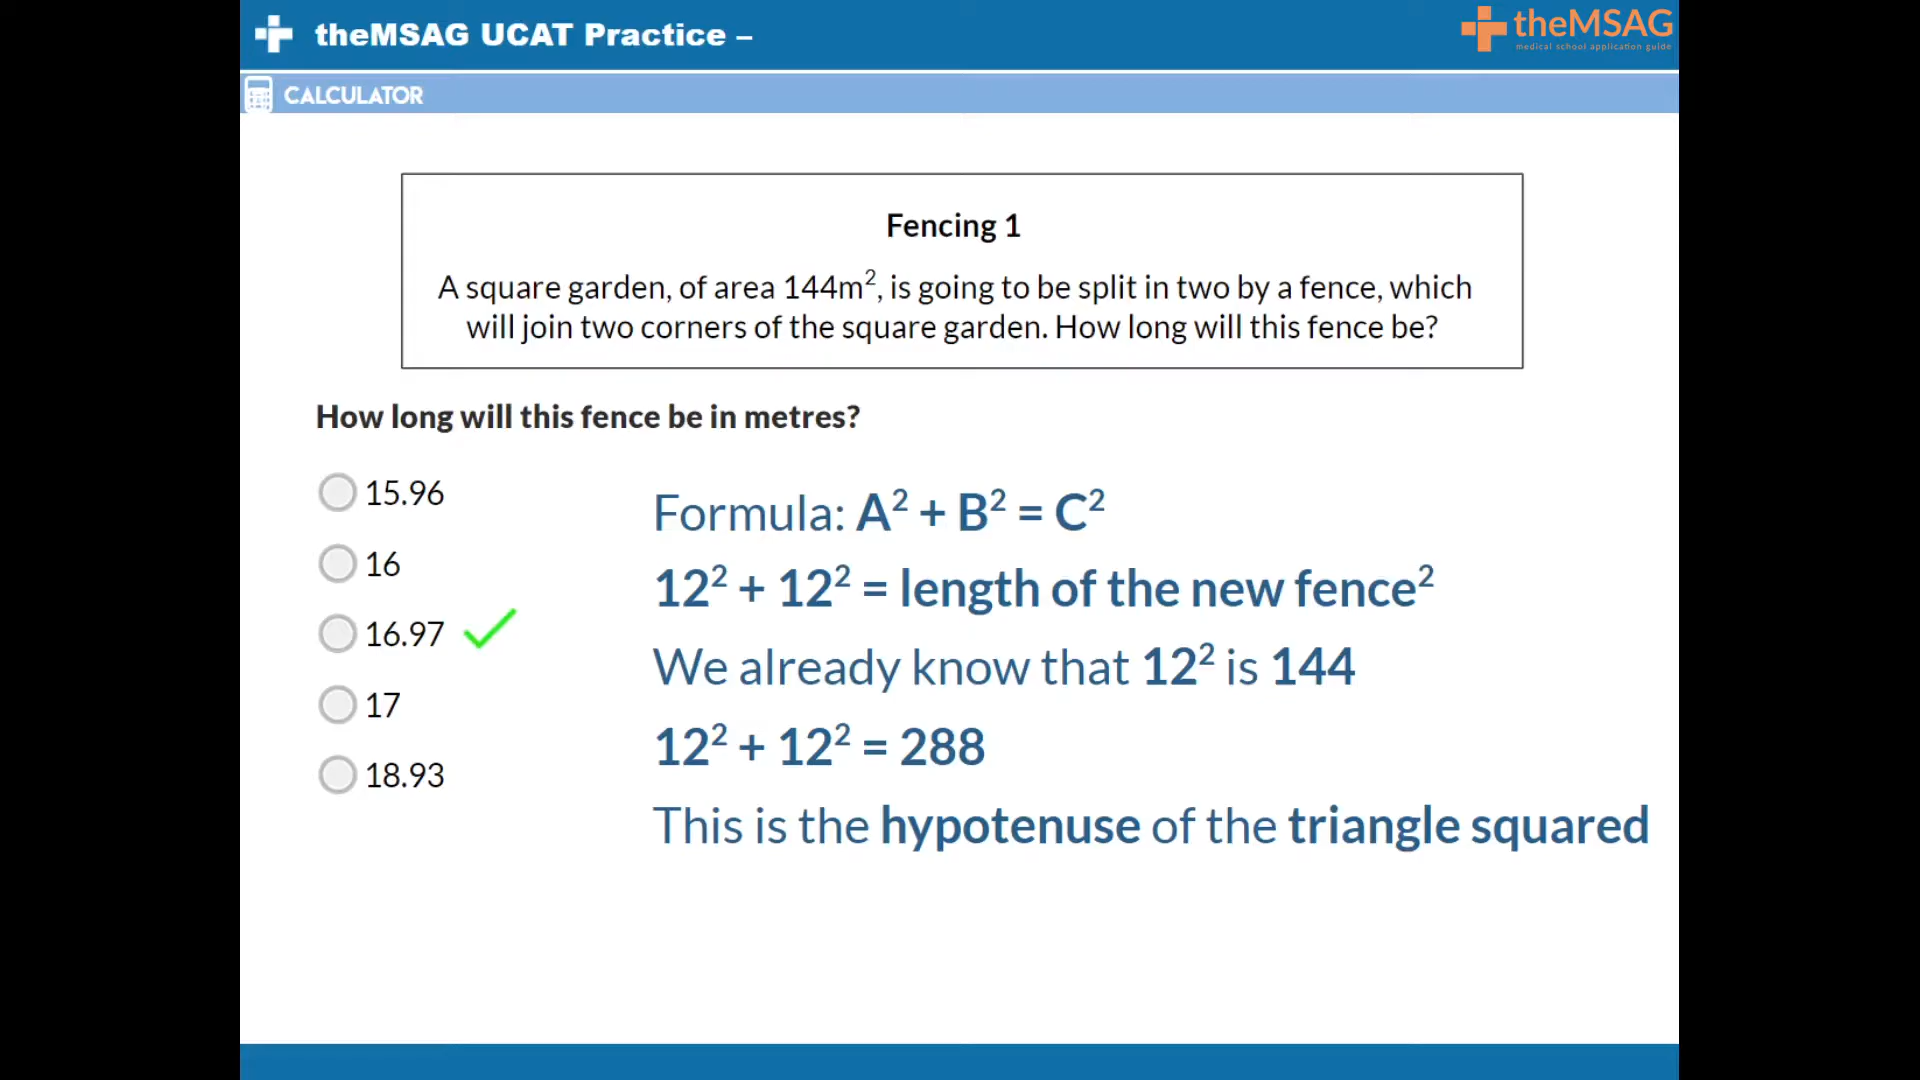 theMSAG UCAT Practice –
theMSAG
medical school application guide
CALCULATOR
Fencing 1
A square garden, of area 144m², is going to be split in two by a fence, which
will join two corners of the square garden. How long will this fence be?
How long will this fence be in metres?
15.96
16
16.97
17
18.93
Formula: A² + B² = C²
12² + 12² = length of the new fence²
We already know that 12² is 144
12² + 12² = 288
This is the hypotenuse of the triangle squared